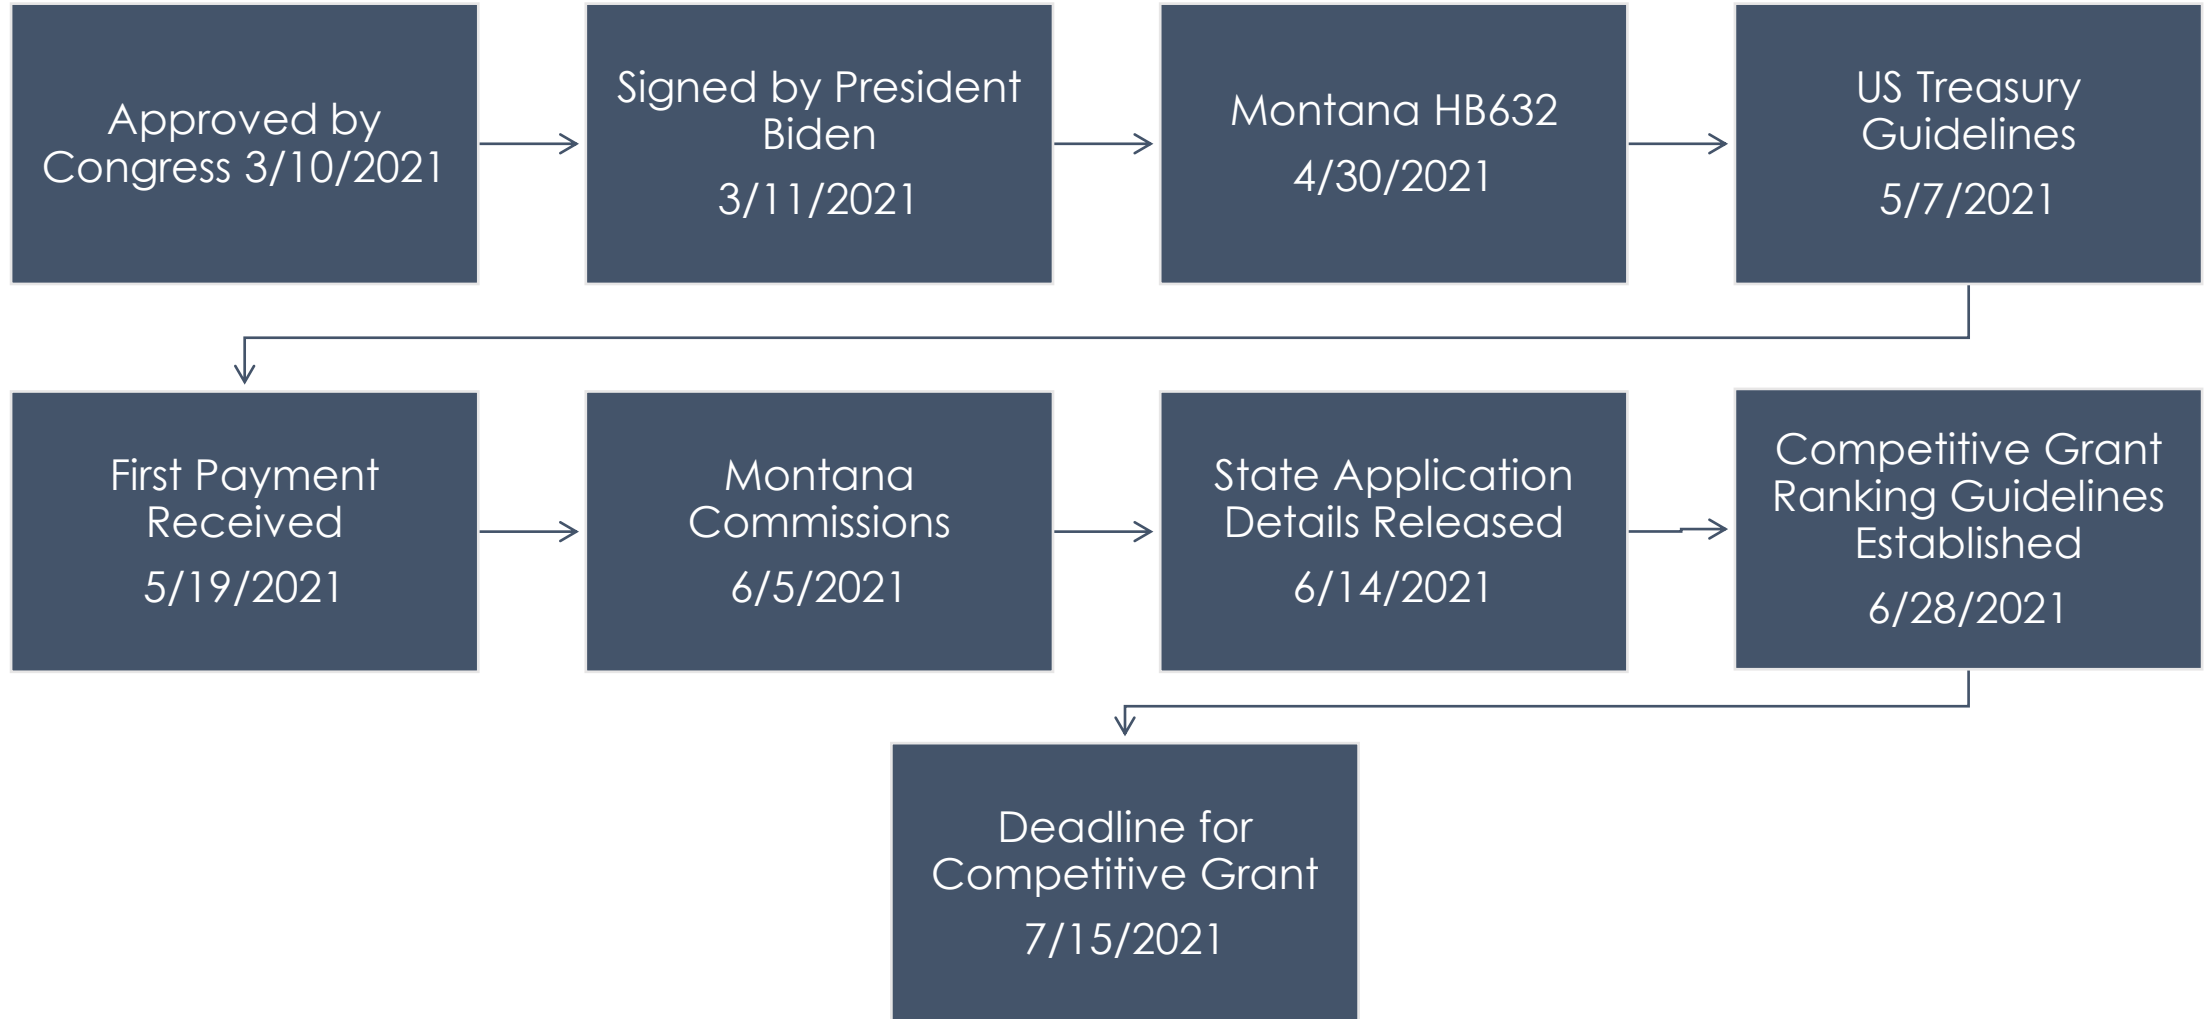 Approved by
Congress 3/10/2021
Signed by President
Biden
3/11/2021
Montana HB632
4/30/2021
US Treasury
Guidelines
5/7/2021
First Payment
Received
5/19/2021
Montana
Commissions
6/5/2021
State Application
Details Released
6/14/2021
Competitive Grant
Ranking Guidelines
Established
6/28/2021
Deadline for
Competitive Grant
7/15/2021